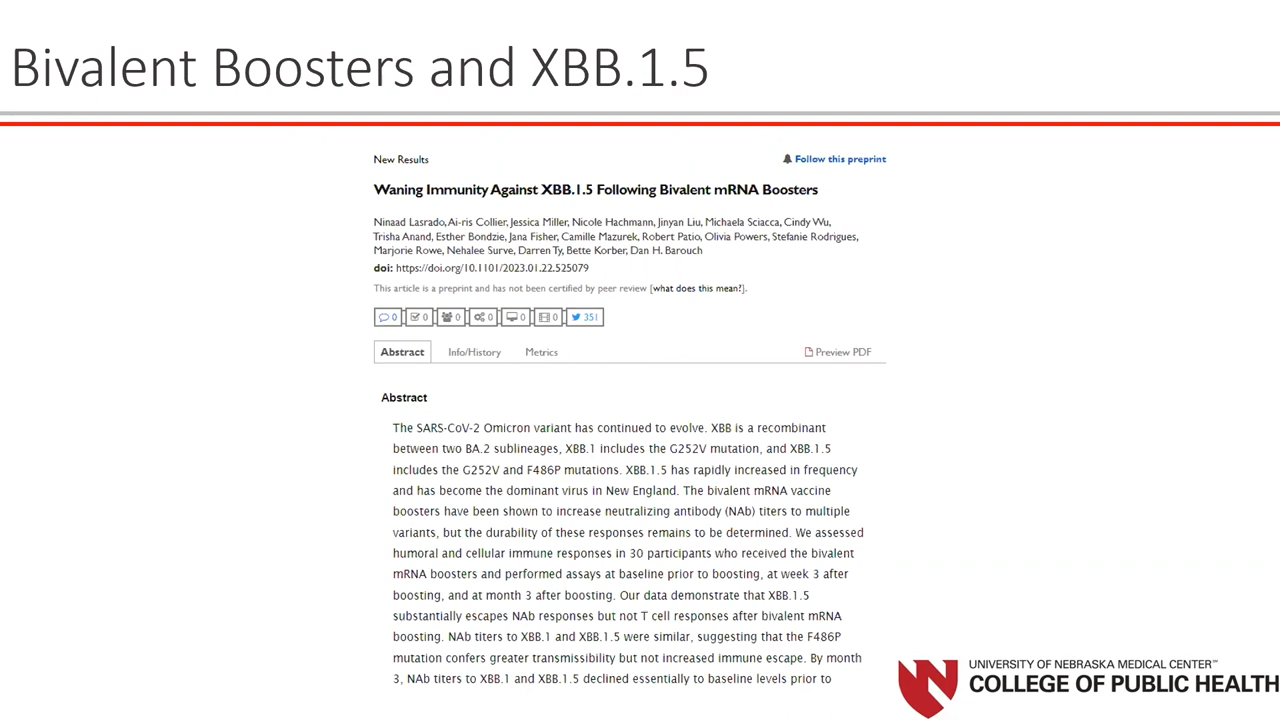 Bivalent Boosters and XBB.1.5
New Results
Follow this preprint
Waning Immunity Against XBB.1.5 Following Bivalent mRNA Boosters
Ninaad Lasrado, Ai-ris Collier, Jessica Miller, Nicole Hachmann, Jinyan Liu, Michaela Sciacca, Cindy Wu,
Trisha Anand, Esther Bondzie, Jana Fisher, Camille Mazurek, Robert Patio, Olivia Powers, Stefanie Rodrigues,
Marjorie Rowe, Nehalee Surve, Darren Ty, Bette Korber, Dan H. Barouch
doi: https://doi.org/10.1101/2023.01.22.525079
This article is a preprint and has not been certified by peer review [what does this mean?].
0 0 0 0 0 0 351
Abstract Info/History Metrics Preview PDF
Abstract
The SARS-CoV-2 Omicron variant has continued to evolve. XBB is a recombinant
between two BA.2 sublineages, XBB.1 includes the G252V mutation, and XBB.1.5
includes the G252V and F486P mutations. XBB.1.5 has rapidly increased in frequency
and has become the dominant virus in New England. The bivalent mRNA vaccine
boosters have been shown to increase neutralizing antibody (NAb) titers to multiple
variants, but the durability of these responses remains to be determined. We assessed
humoral and cellular immune responses in 30 participants who received the bivalent
mRNA boosters and performed assays at baseline prior to boosting, at week 3 after
boosting, and at month 3 after boosting. Our data demonstrate that XBB.1.5
substantially escapes NAb responses but not T cell responses after bivalent mRNA
boosting. NAb titers to XBB.1 and XBB.1.5 were similar, suggesting that the F486P
mutation confers greater transmissibility but not increased immune escape. By month
3, NAb titers to XBB.1 and XBB.1.5 declined essentially to baseline levels prior to
UNIVERSITY OF NEBRASKA MEDICAL CENTER
COLLEGE OF PUBLIC HEALTH